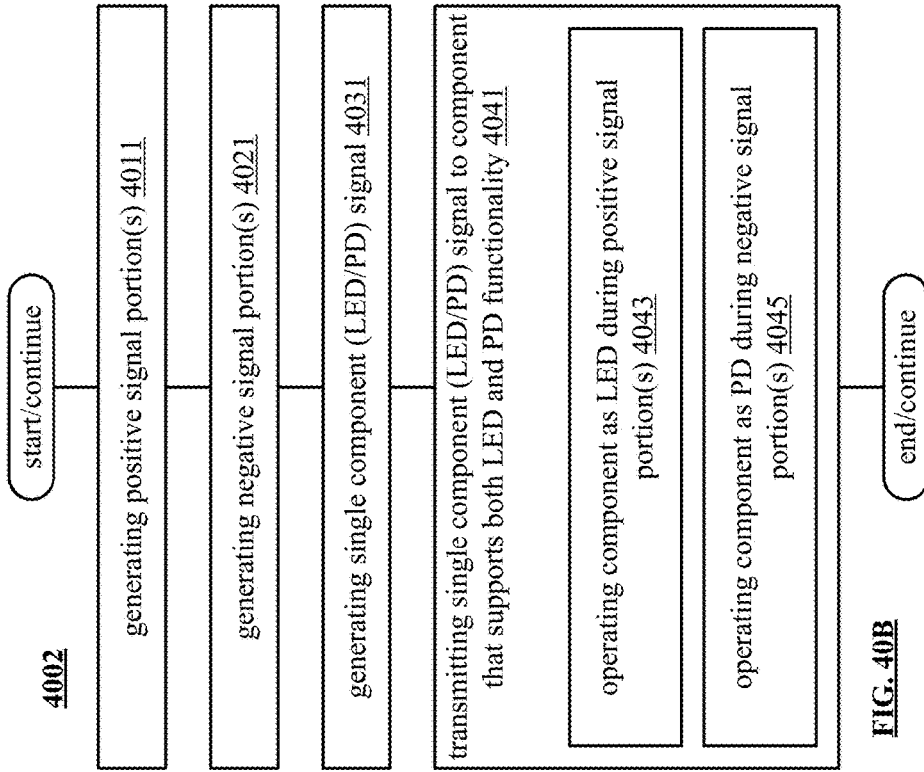 4002
start/continue
generating positive signal portion(s) 4011
generating negative signal portion(s) 4021
generating single component (LED/PD) signal 4031
transmitting single component (LED/PD) signal to component
that supports both LED and PD functionality 4041
operating component as LED during positive signal
portion(s) 4043
operating component as PD during negative signal
portion(s) 4045
end/continue
FIG. 40B